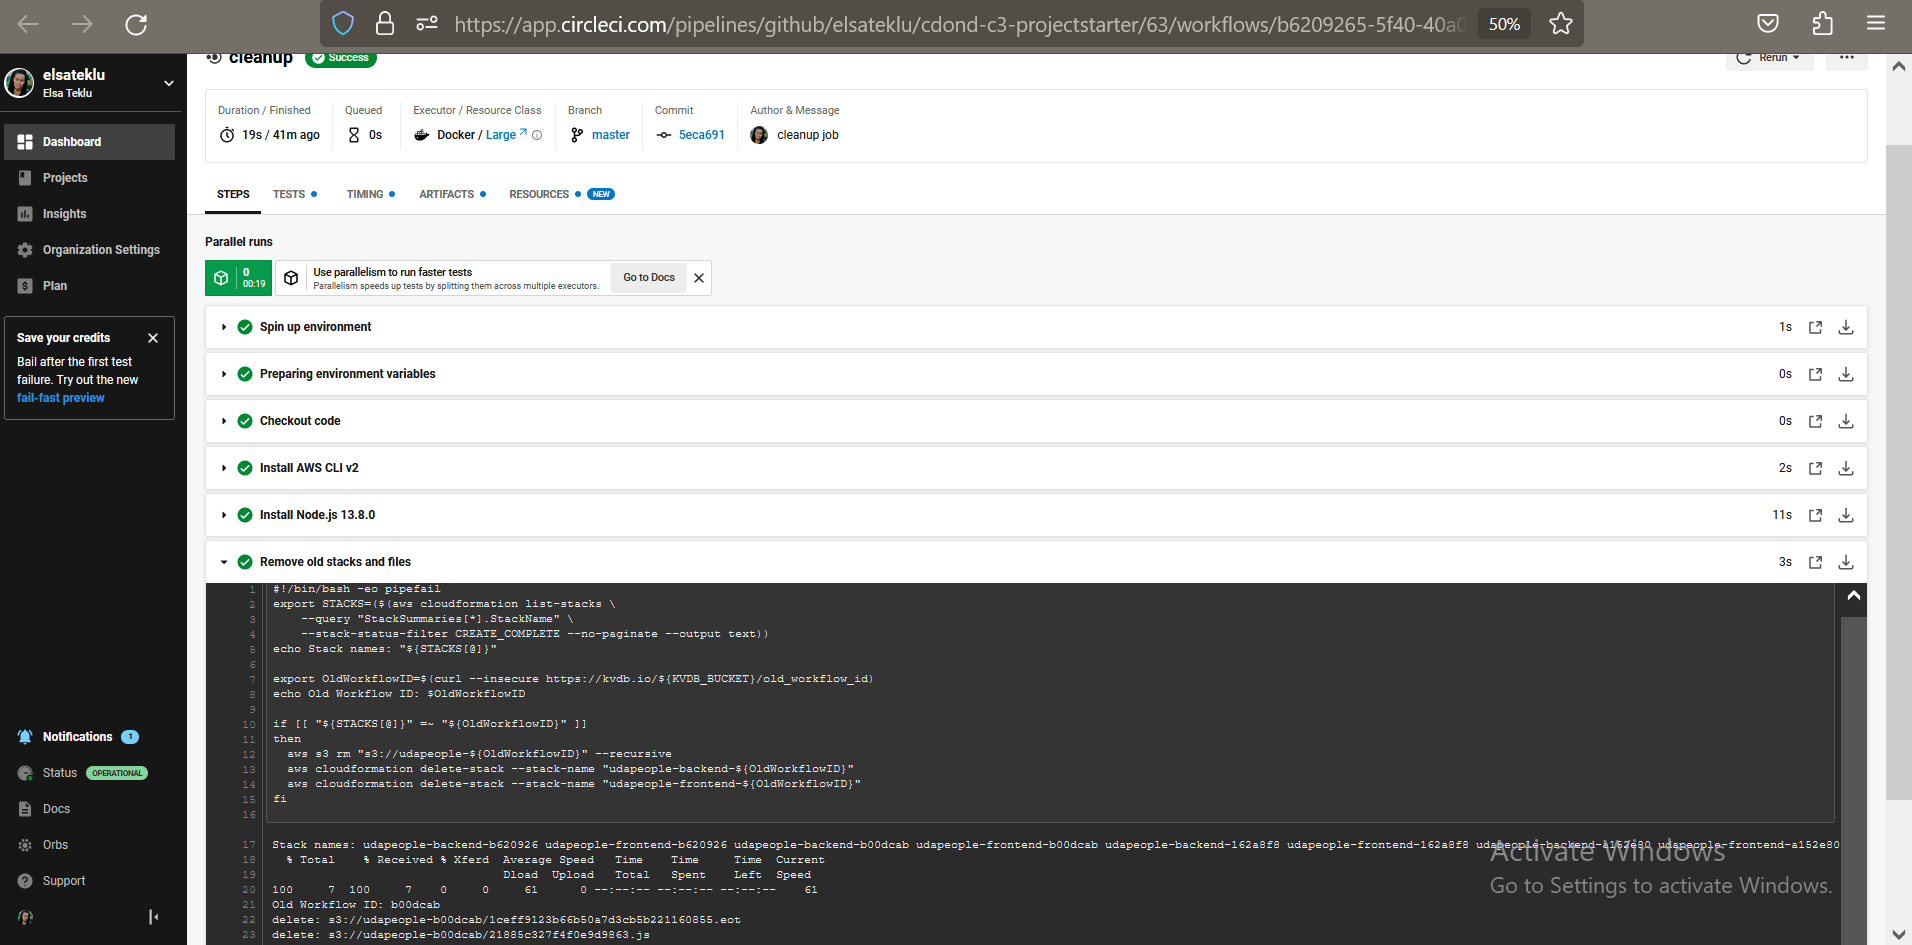 https://app.circleci.com/pipelines/github/elsateklu/cdond-c3-projectstarter/63/workflows/b6209265-5f40-40a0
50%
elsateklu
Elsa Teklu
Dashboard
Projects
Insights
Organization Settings
Plan
Save your credits
Bail after the first test
failure. Try out the new
fail-fast preview
Notifications 1
Status OPERATIONAL
Docs
Orbs
Support
cleanup Success
Rerun
Duration / Finished Queued Executor / Resource Class Branch Commit Author & Message
19s / 41m ago 0s Docker / Large master 5eca691 cleanup job
STEPS TESTS TIMING ARTIFACTS RESOURCES NEW
Parallel runs
0
00:19
Use parallelism to run faster tests
Parallelism speeds up tests by splitting them across multiple executors.
Go to Docs
Spin up environment 1s
Preparing environment variables 0s
Checkout code 0s
Install AWS CLI v2 2s
Install Node.js 13.8.0 11s
Remove old stacks and files 3s
1 #!/bin/bash -eo pipefail
2 export STACKS=($(aws cloudformation list-stacks \
3 --query "StackSummaries[*].StackName" \
4 --stack-status-filter CREATE_COMPLETE --no-paginate --output text))
5 echo Stack names: "${STACKS[@]}"
6
7 export OldWorkflowID=$(curl --insecure https://kvdb.io/${KVDB_BUCKET}/old_workflow_id)
8 echo Old Workflow ID: $OldWorkflowID
9
10 if [[ "${STACKS[@]}" =~ "${OldWorkflowID}" ]]
11 then
12 aws s3 rm "s3://udapeople-${OldWorkflowID}" --recursive
13 aws cloudformation delete-stack --stack-name "udapeople-backend-${OldWorkflowID}"
14 aws cloudformation delete-stack --stack-name "udapeople-frontend-${OldWorkflowID}"
15 fi
16
17 Stack names: udapeople-backend-b620926 udapeople-frontend-b620926 udapeople-backend-b00dcab udapeople-frontend-b00dcab udapeople-backend-162a8f8 udapeople-frontend-162a8f8 udapeople-backend-a152e80 udapeople-frontend-a152e80
18 % Total % Received % Xferd Average Speed Time Time Time Current
19 Dload Upload Total Spent Left Speed
20 100 7 100 7 0 0 61 0 --:--:-- --:--:-- --:--:-- 61
21 Old Workflow ID: b00dcab
22 delete: s3://udapeople-b00dcab/1ceff9123b66b50a7d3cb5b221160855.eot
23 delete: s3://udapeople-b00dcab/21885c327f4f0e9d9863.js
Activate Windows
Go to Settings to activate Windows.